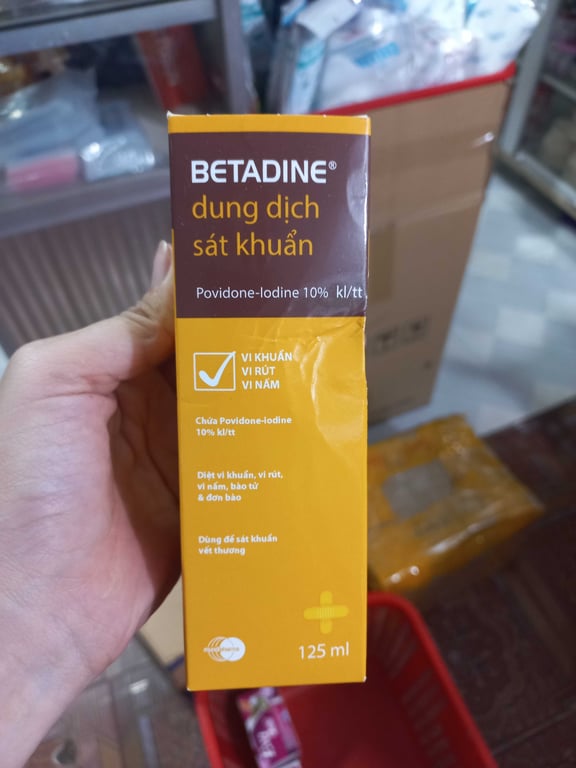 BETADINE®
dung dịch
sát khuẩn
Povidone-Iodine 10% kl/tt
VI KHUẨN
VI RÚT
VI NẤM
Chứa Povidone-iodine
10% kl/tt
Diệt vi khuẩn, vi rút,
vi nấm, bào tử
& đơn bào
Dùng để sát khuẩn
vết thương
mundipharma
125 ml